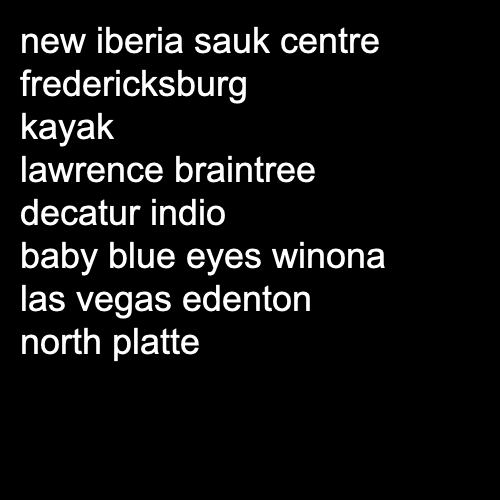 new iberia sauk centre
fredericksburg
kayak
lawrence braintree
decatur indio
baby blue eyes winona
las vegas edenton
north platte